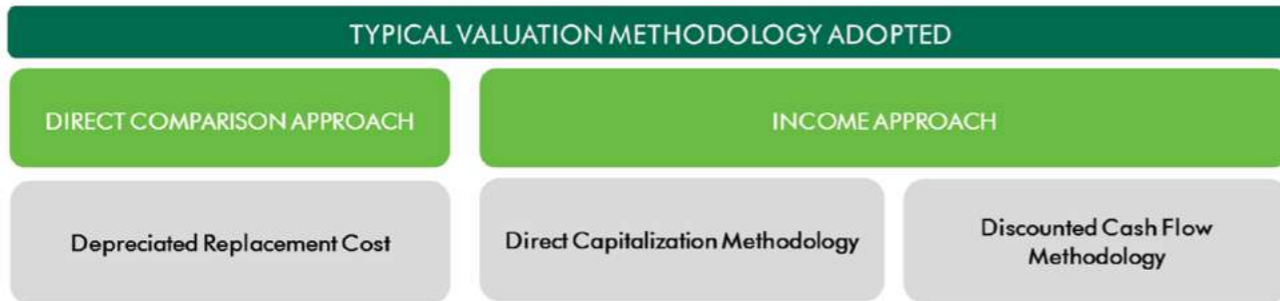 TYPICAL VALUATION METHODOLOGY ADOPTED
DIRECT COMPARISON APPROACH
INCOME APPROACH
Depreciated Replacement Cost
Direct Capitalization Methodology
Discounted Cash Flow
Methodology